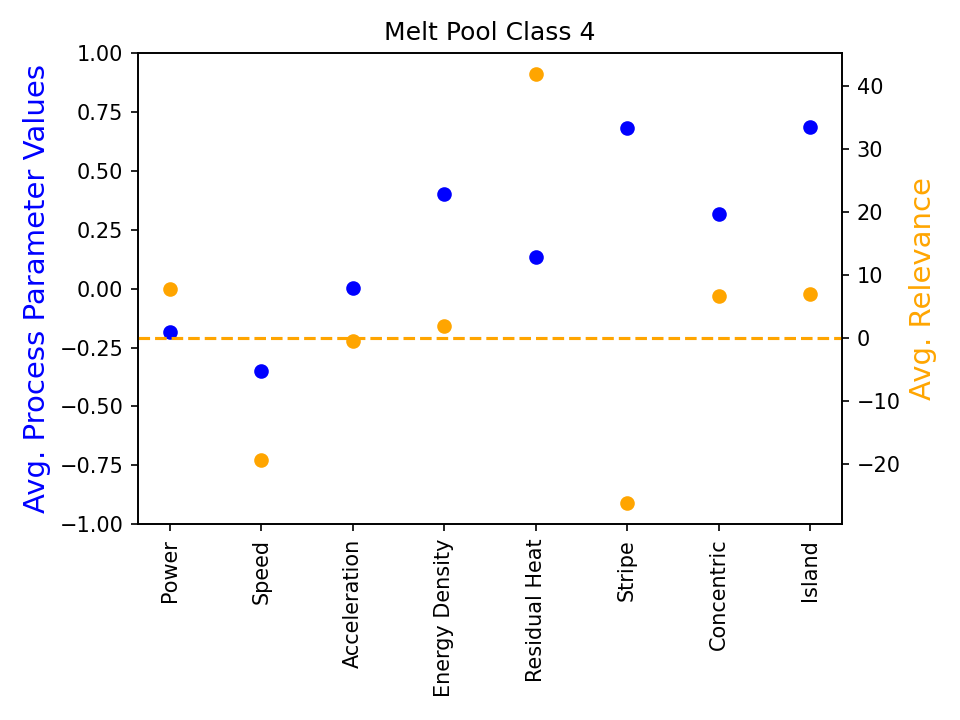 Melt Pool Class 4
Avg. Process Parameter Values
1.00
0.75
0.50
0.25
0.00
−0.25
−0.50
−0.75
−1.00
40
30
20
10
0
−10
−20
Avg. Relevance
Power
Speed
Acceleration
Energy Density
Residual Heat
Stripe
Concentric
Island